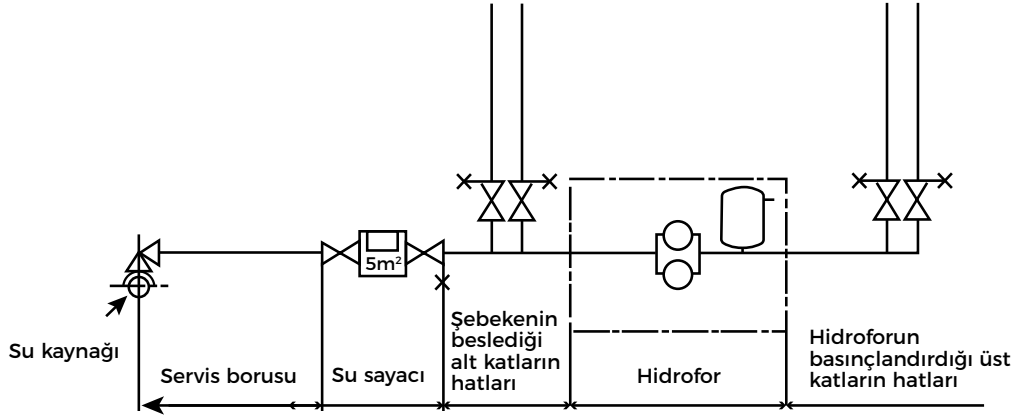 5m²
Su kaynağı
Servis borusu
Su sayacı
Şebekenin
beslediği
alt katların
hatları
Hidrofor
Hidroforun
basınçlandırdığı üst
katların hatları